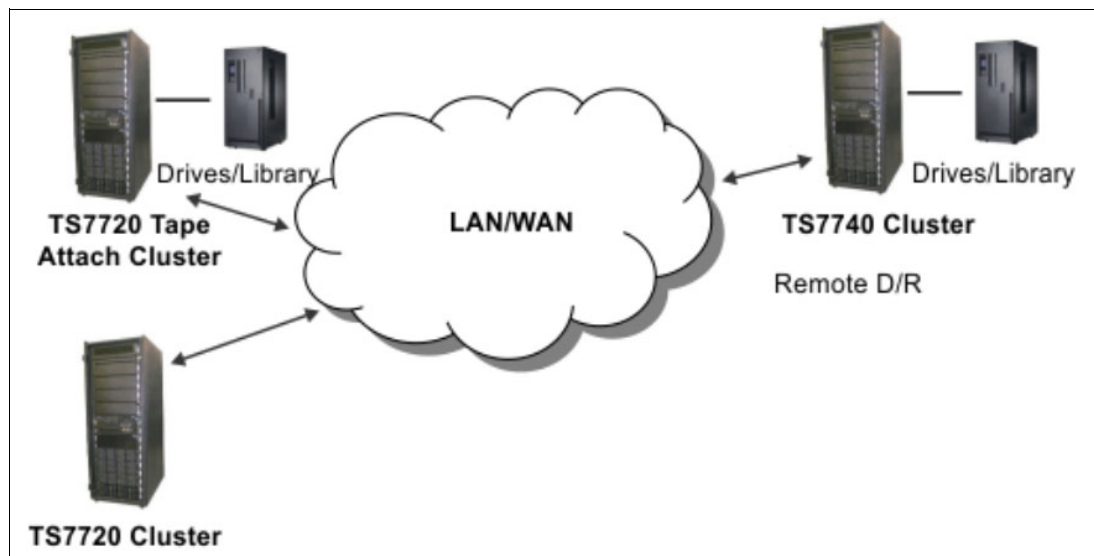 Drives/Library
TS7720 Tape
Attach Cluster
LAN/WAN
Drives/Library
TS7740 Cluster
Remote D/R
TS7720 Cluster